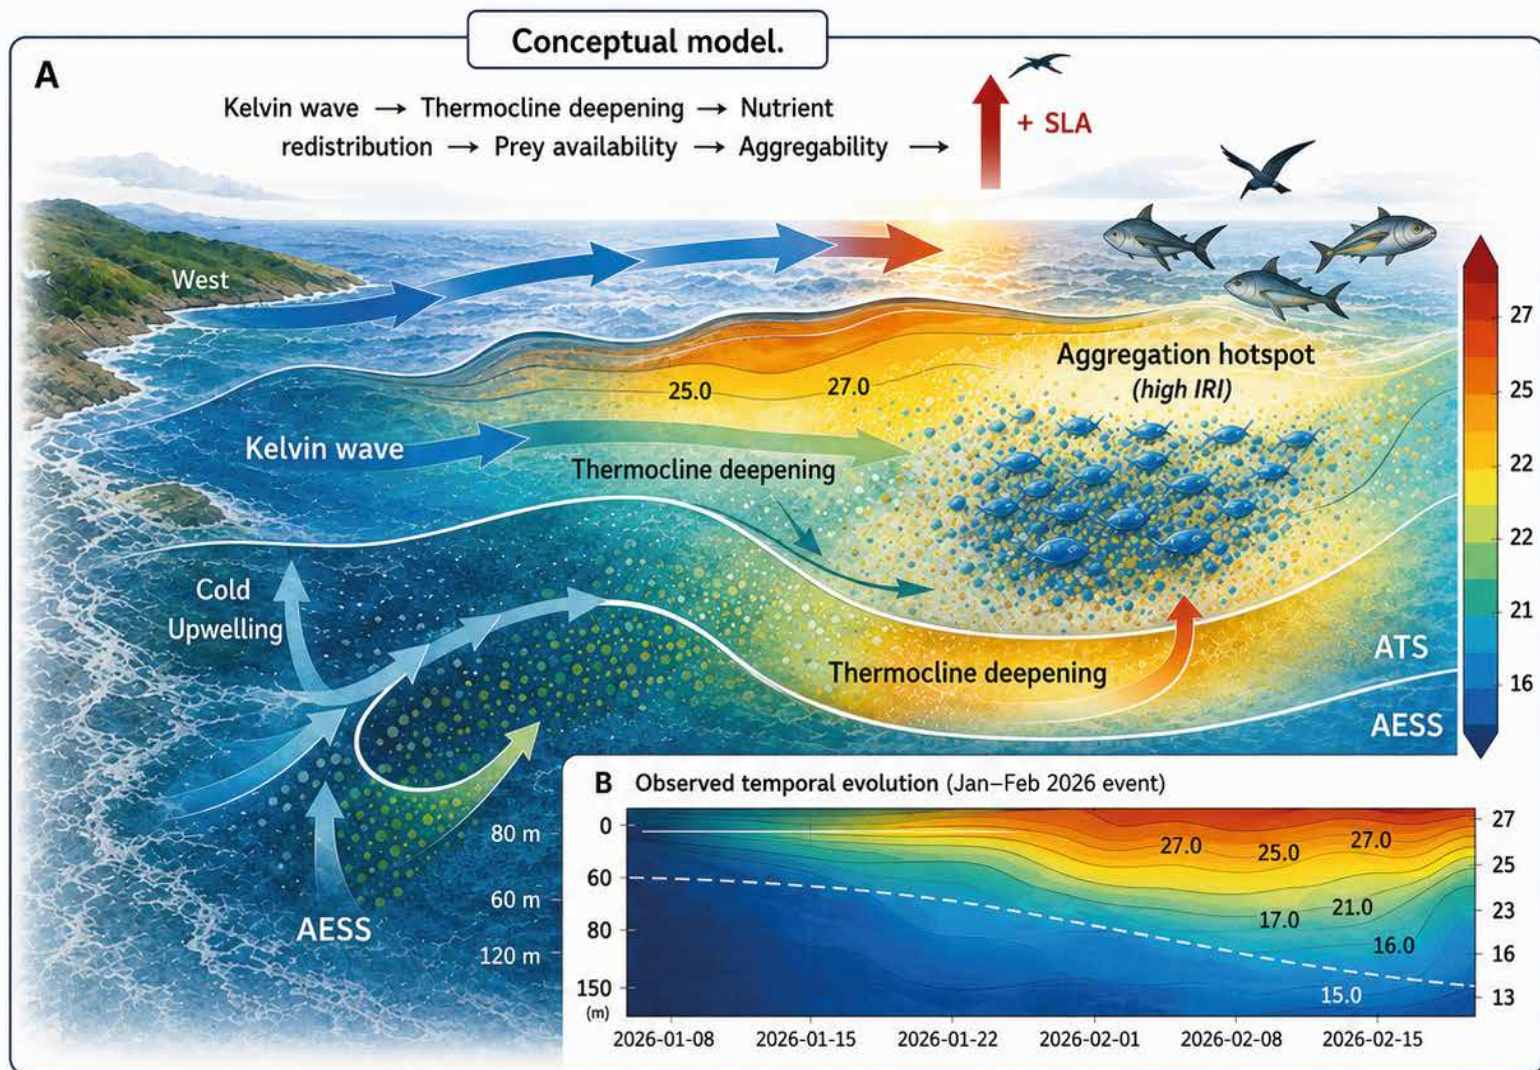 Conceptual model.
A
Kelvin wave → Thermocline deepening → Nutrient
redistribution → Prey availability → Aggregability →
+ SLA
West
Aggregation hotspot
(high IRI)
25.0
27.0
Kelvin wave
Thermocline deepening
Cold
Upwelling
Thermocline deepening
ATS
AESS
AESS
80 m
60 m
120 m
27
25
22
22
21
16
B Observed temporal evolution (Jan–Feb 2026 event)
0
60
80
150
(m)
27.0
25.0
27.0
17.0
21.0
16.0
15.0
27
25
23
16
13
2026-01-08
2026-01-15
2026-01-22
2026-02-01
2026-02-08
2026-02-15